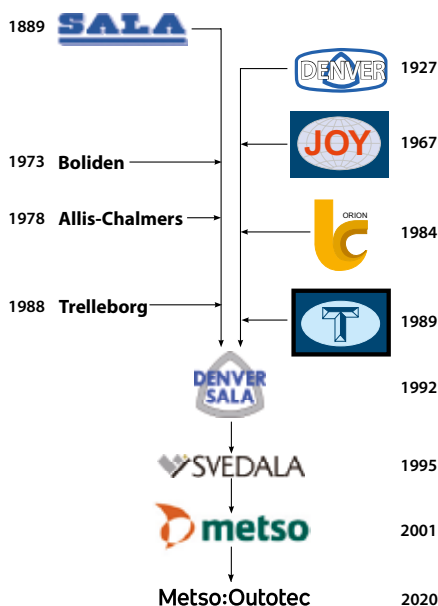 1889 SALA
DENVER 1927
JOY 1967
1973 Boliden
1978 Allis-Chalmers
ORION
bc 1984
1988 Trelleborg
T 1989
DENVER
SALA
1992
SVEDALA 1995
metso 2001
Metso:Outotec 2020